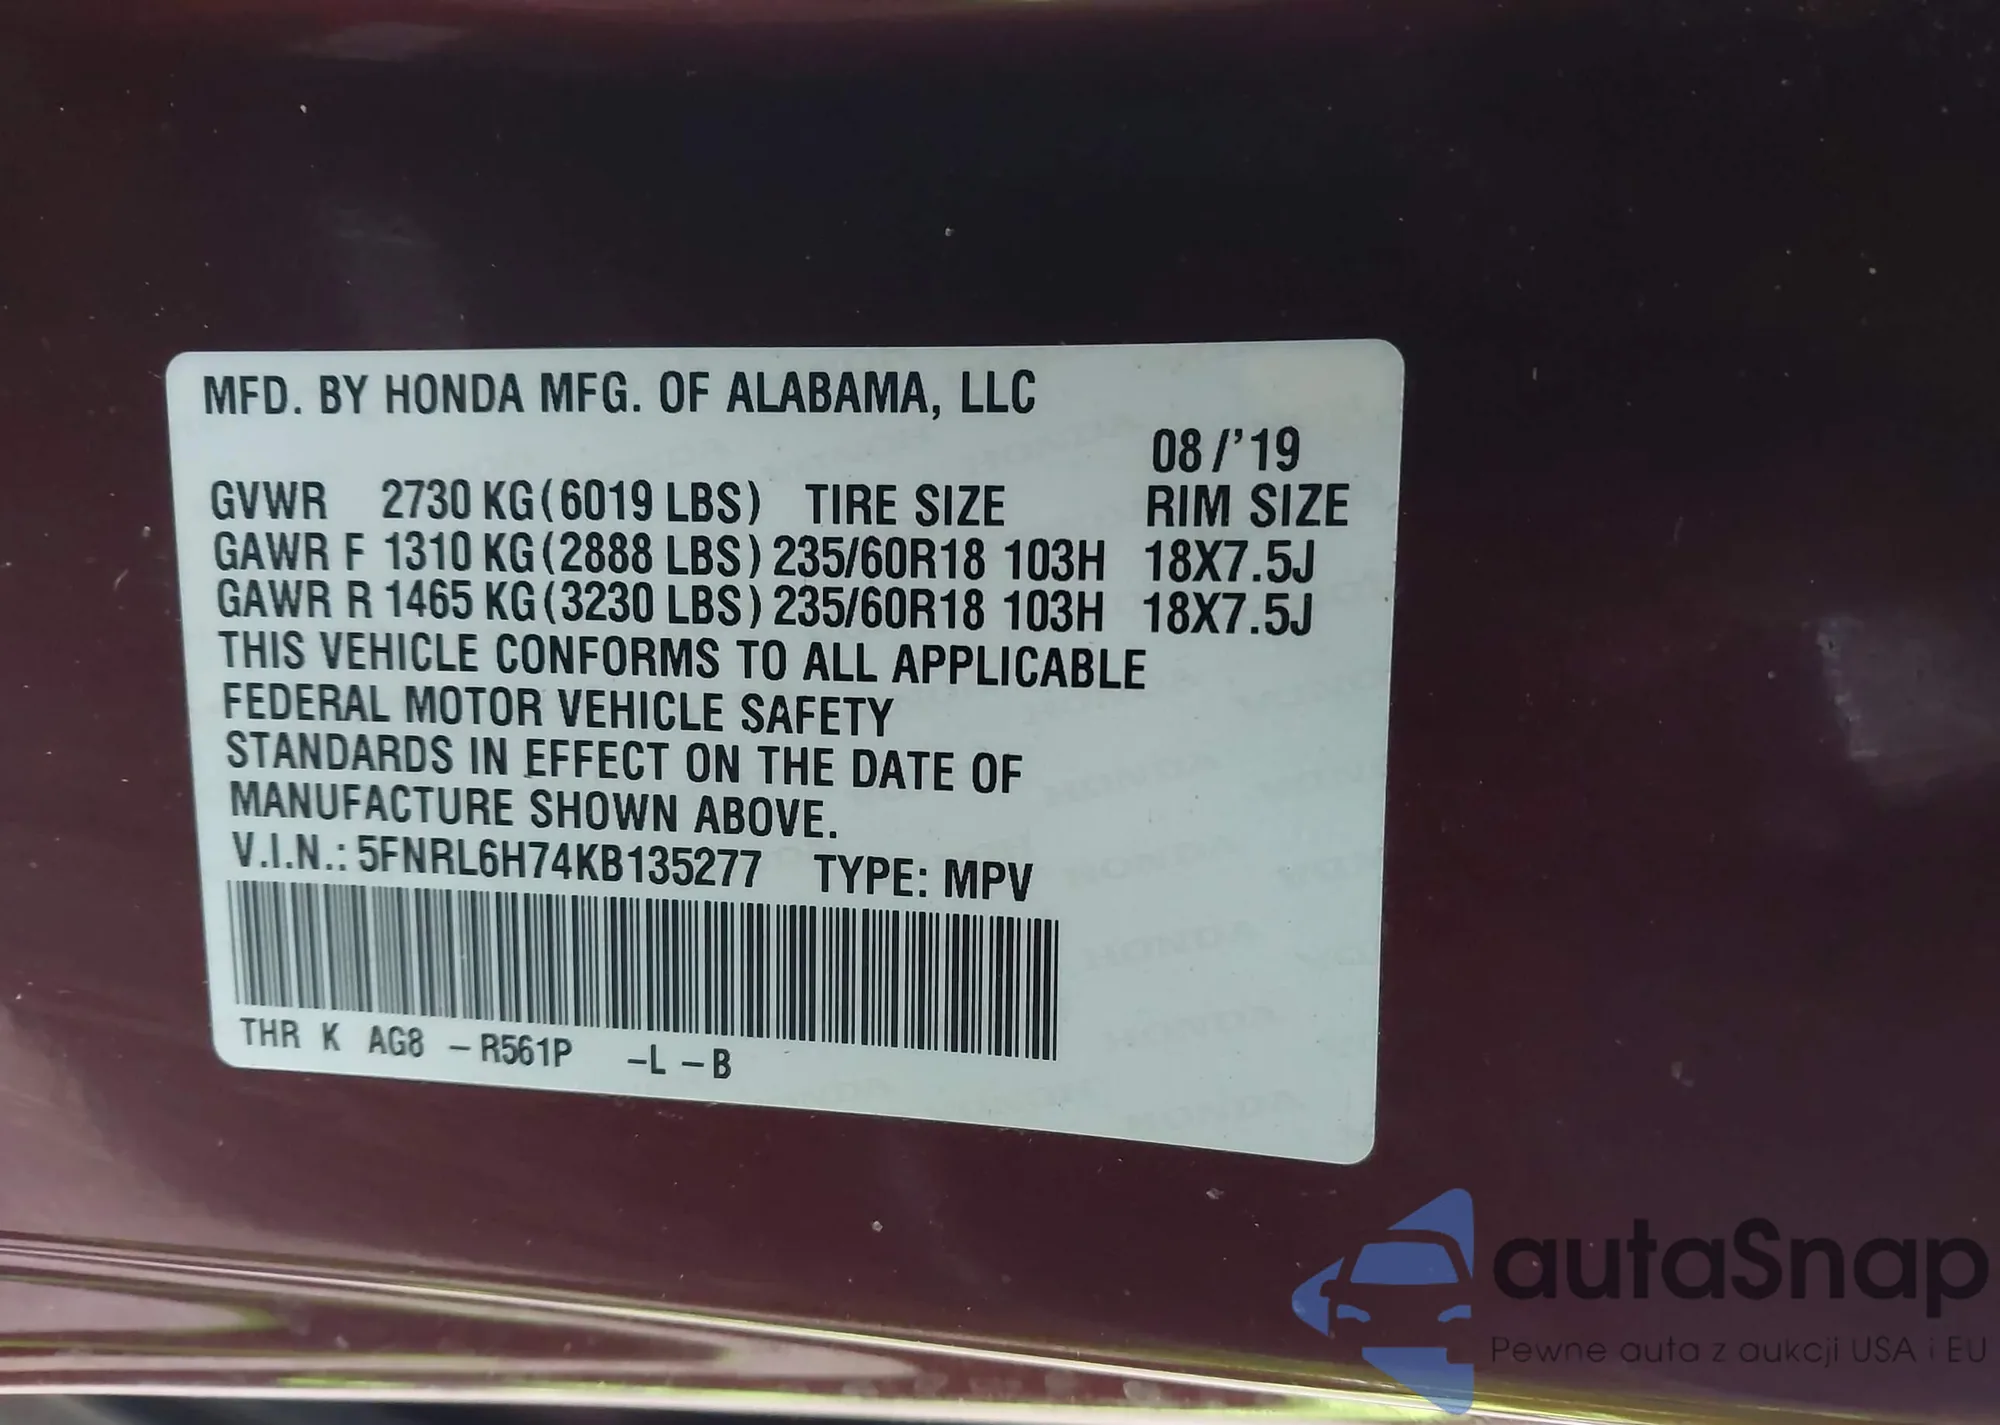 MFD. BY HONDA MFG. OF ALABAMA, LLC
08/'19
GVWR 2730 KG(6019 LBS) TIRE SIZE RIM SIZE
GAWR F 1310 KG(2888 LBS) 235/60R18 103H 18X7.5J
GAWR R 1465 KG(3230 LBS) 235/60R18 103H 18X7.5J
THIS VEHICLE CONFORMS TO ALL APPLICABLE
FEDERAL MOTOR VEHICLE SAFETY
STANDARDS IN EFFECT ON THE DATE OF
MANUFACTURE SHOWN ABOVE.
V.I.N.: 5FNRL6H74KB135277 TYPE: MPV
THR K AG8 -R561P -L -B
autaSnap
Pewne auta z aukcji USA i EU